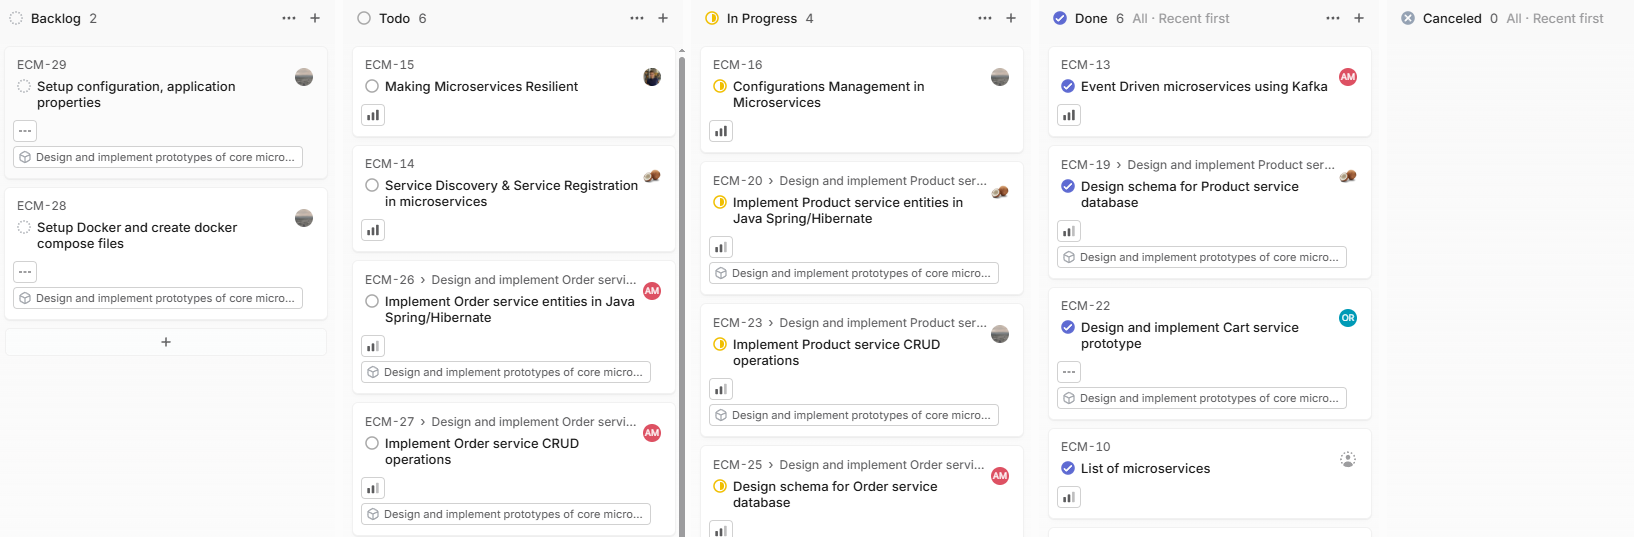 Backlog 2
ECM-29
Setup configuration, application
properties
Design and implement prototypes of core micro...
ECM-28
Setup Docker and create docker
compose files
Design and implement prototypes of core micro...
Todo 6
ECM-15
Making Microservices Resilient
ECM-14
Service Discovery & Service Registration
in microservices
ECM-26 › Design and implement Order servi...
AM
Implement Order service entities in Java
Spring/Hibernate
Design and implement prototypes of core micro...
ECM-27 › Design and implement Order servi...
AM
Implement Order service CRUD
operations
Design and implement prototypes of core micro...
In Progress 4
ECM-16
Configurations Management in
Microservices
ECM-20 › Design and implement Product ser...
Implement Product service entities in
Java Spring/Hibernate
Design and implement prototypes of core micro...
ECM-23 › Design and implement Product ser...
Implement Product service CRUD
operations
Design and implement prototypes of core micro...
ECM-25 › Design and implement Order servi...
AM
Design schema for Order service
database
Done 6 All · Recent first
ECM-13
AM
Event Driven microservices using Kafka
ECM-19 › Design and implement Product ser...
Design schema for Product service
database
Design and implement prototypes of core micro...
ECM-22
OR
Design and implement Cart service
prototype
Design and implement prototypes of core micro...
ECM-10
List of microservices
Canceled 0 All · Recent first